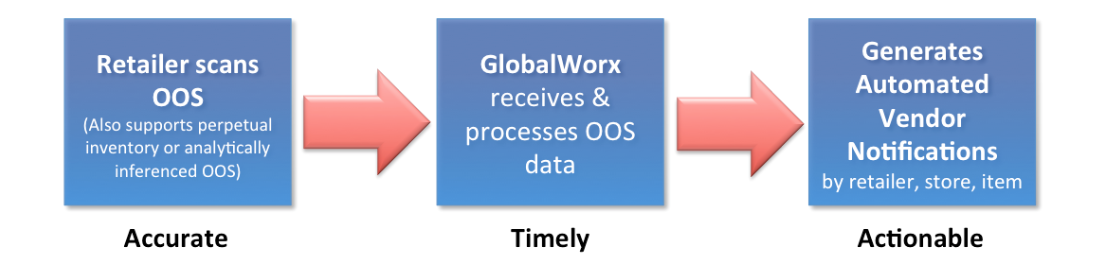 Retailer scans
OOS
(Also supports perpetual
inventory or analytically
inferenced OOS)
Accurate
GlobalWorx
receives &
processes OOS
data
Timely
Generates
Automated
Vendor
Notifications
by retailer, store, item
Actionable